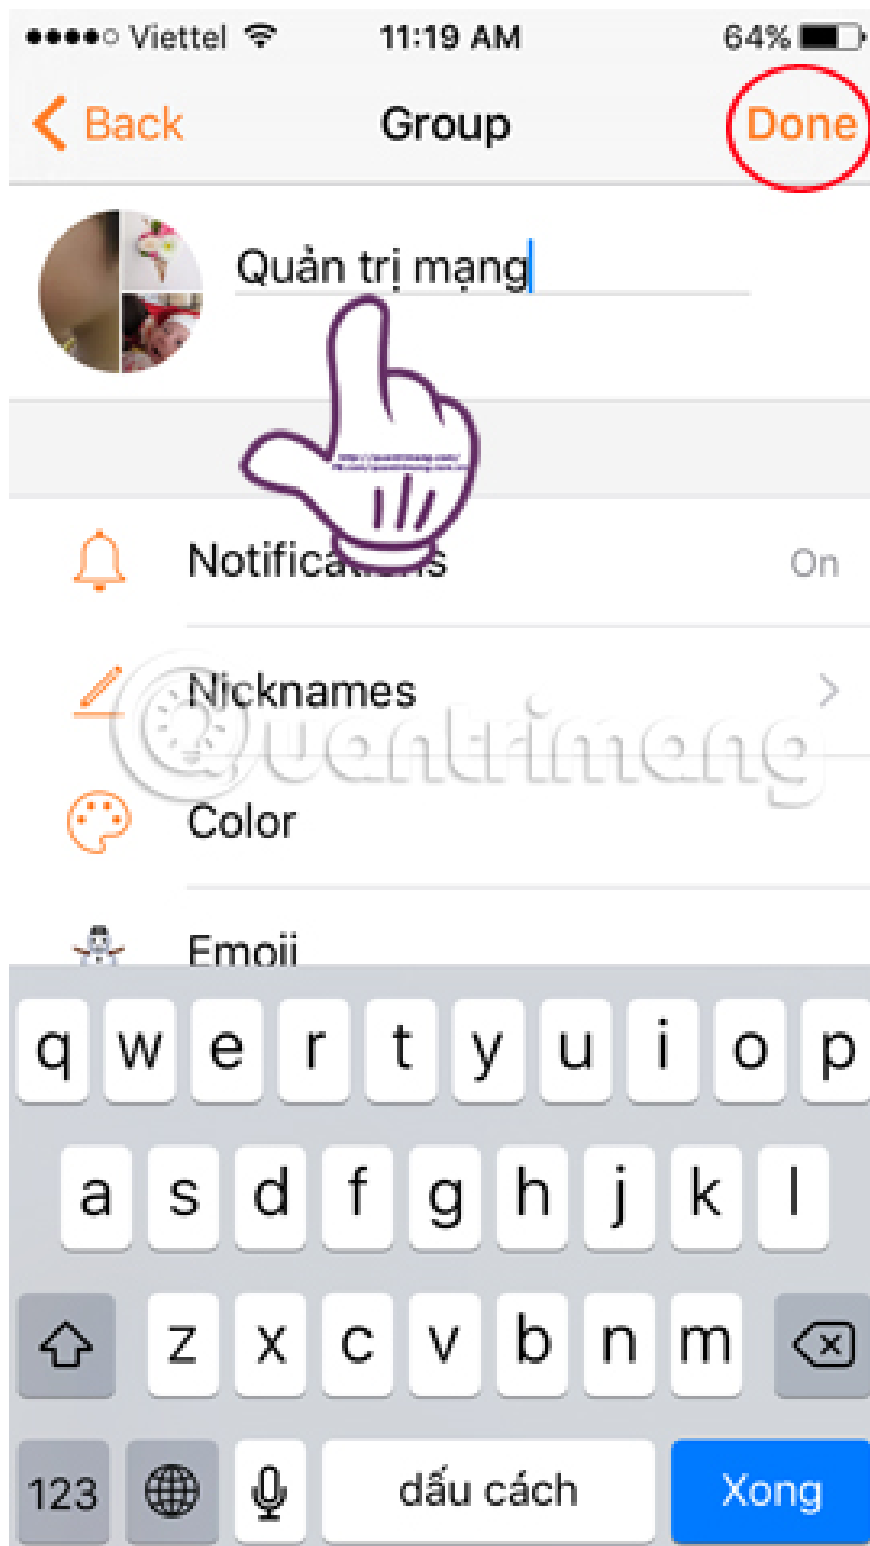 Viettel 11:19 AM 64%
Back Group Done
Quản trị mạng
Notifications On
Nicknames
Quantrimang
Color
Emoji
q w e r t y u i o p
a s d f g h j k l
z x c v b n m
123 dấu cách Xong